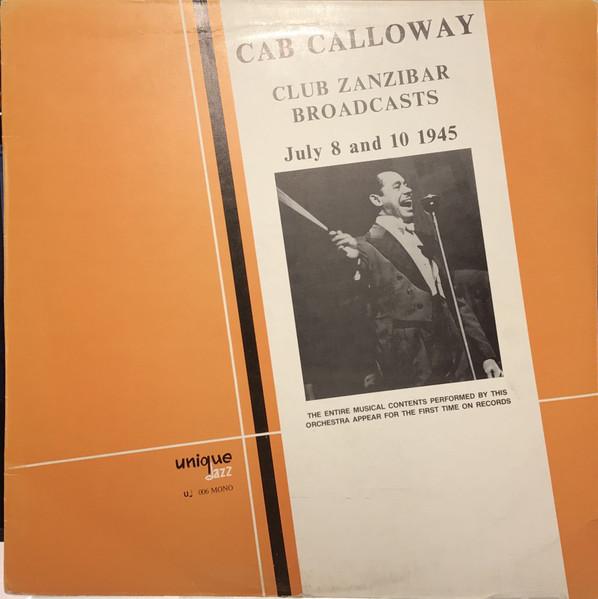 CAB CALLOWAY
CLUB ZANZIBAR
BROADCASTS
July 8 and 10 1945
THE ENTIRE MUSICAL CONTENTS PERFORMED BY THIS
ORCHESTRA APPEAR FOR THE FIRST TIME ON RECORDS
unique
jazz
UJ 006 MONO